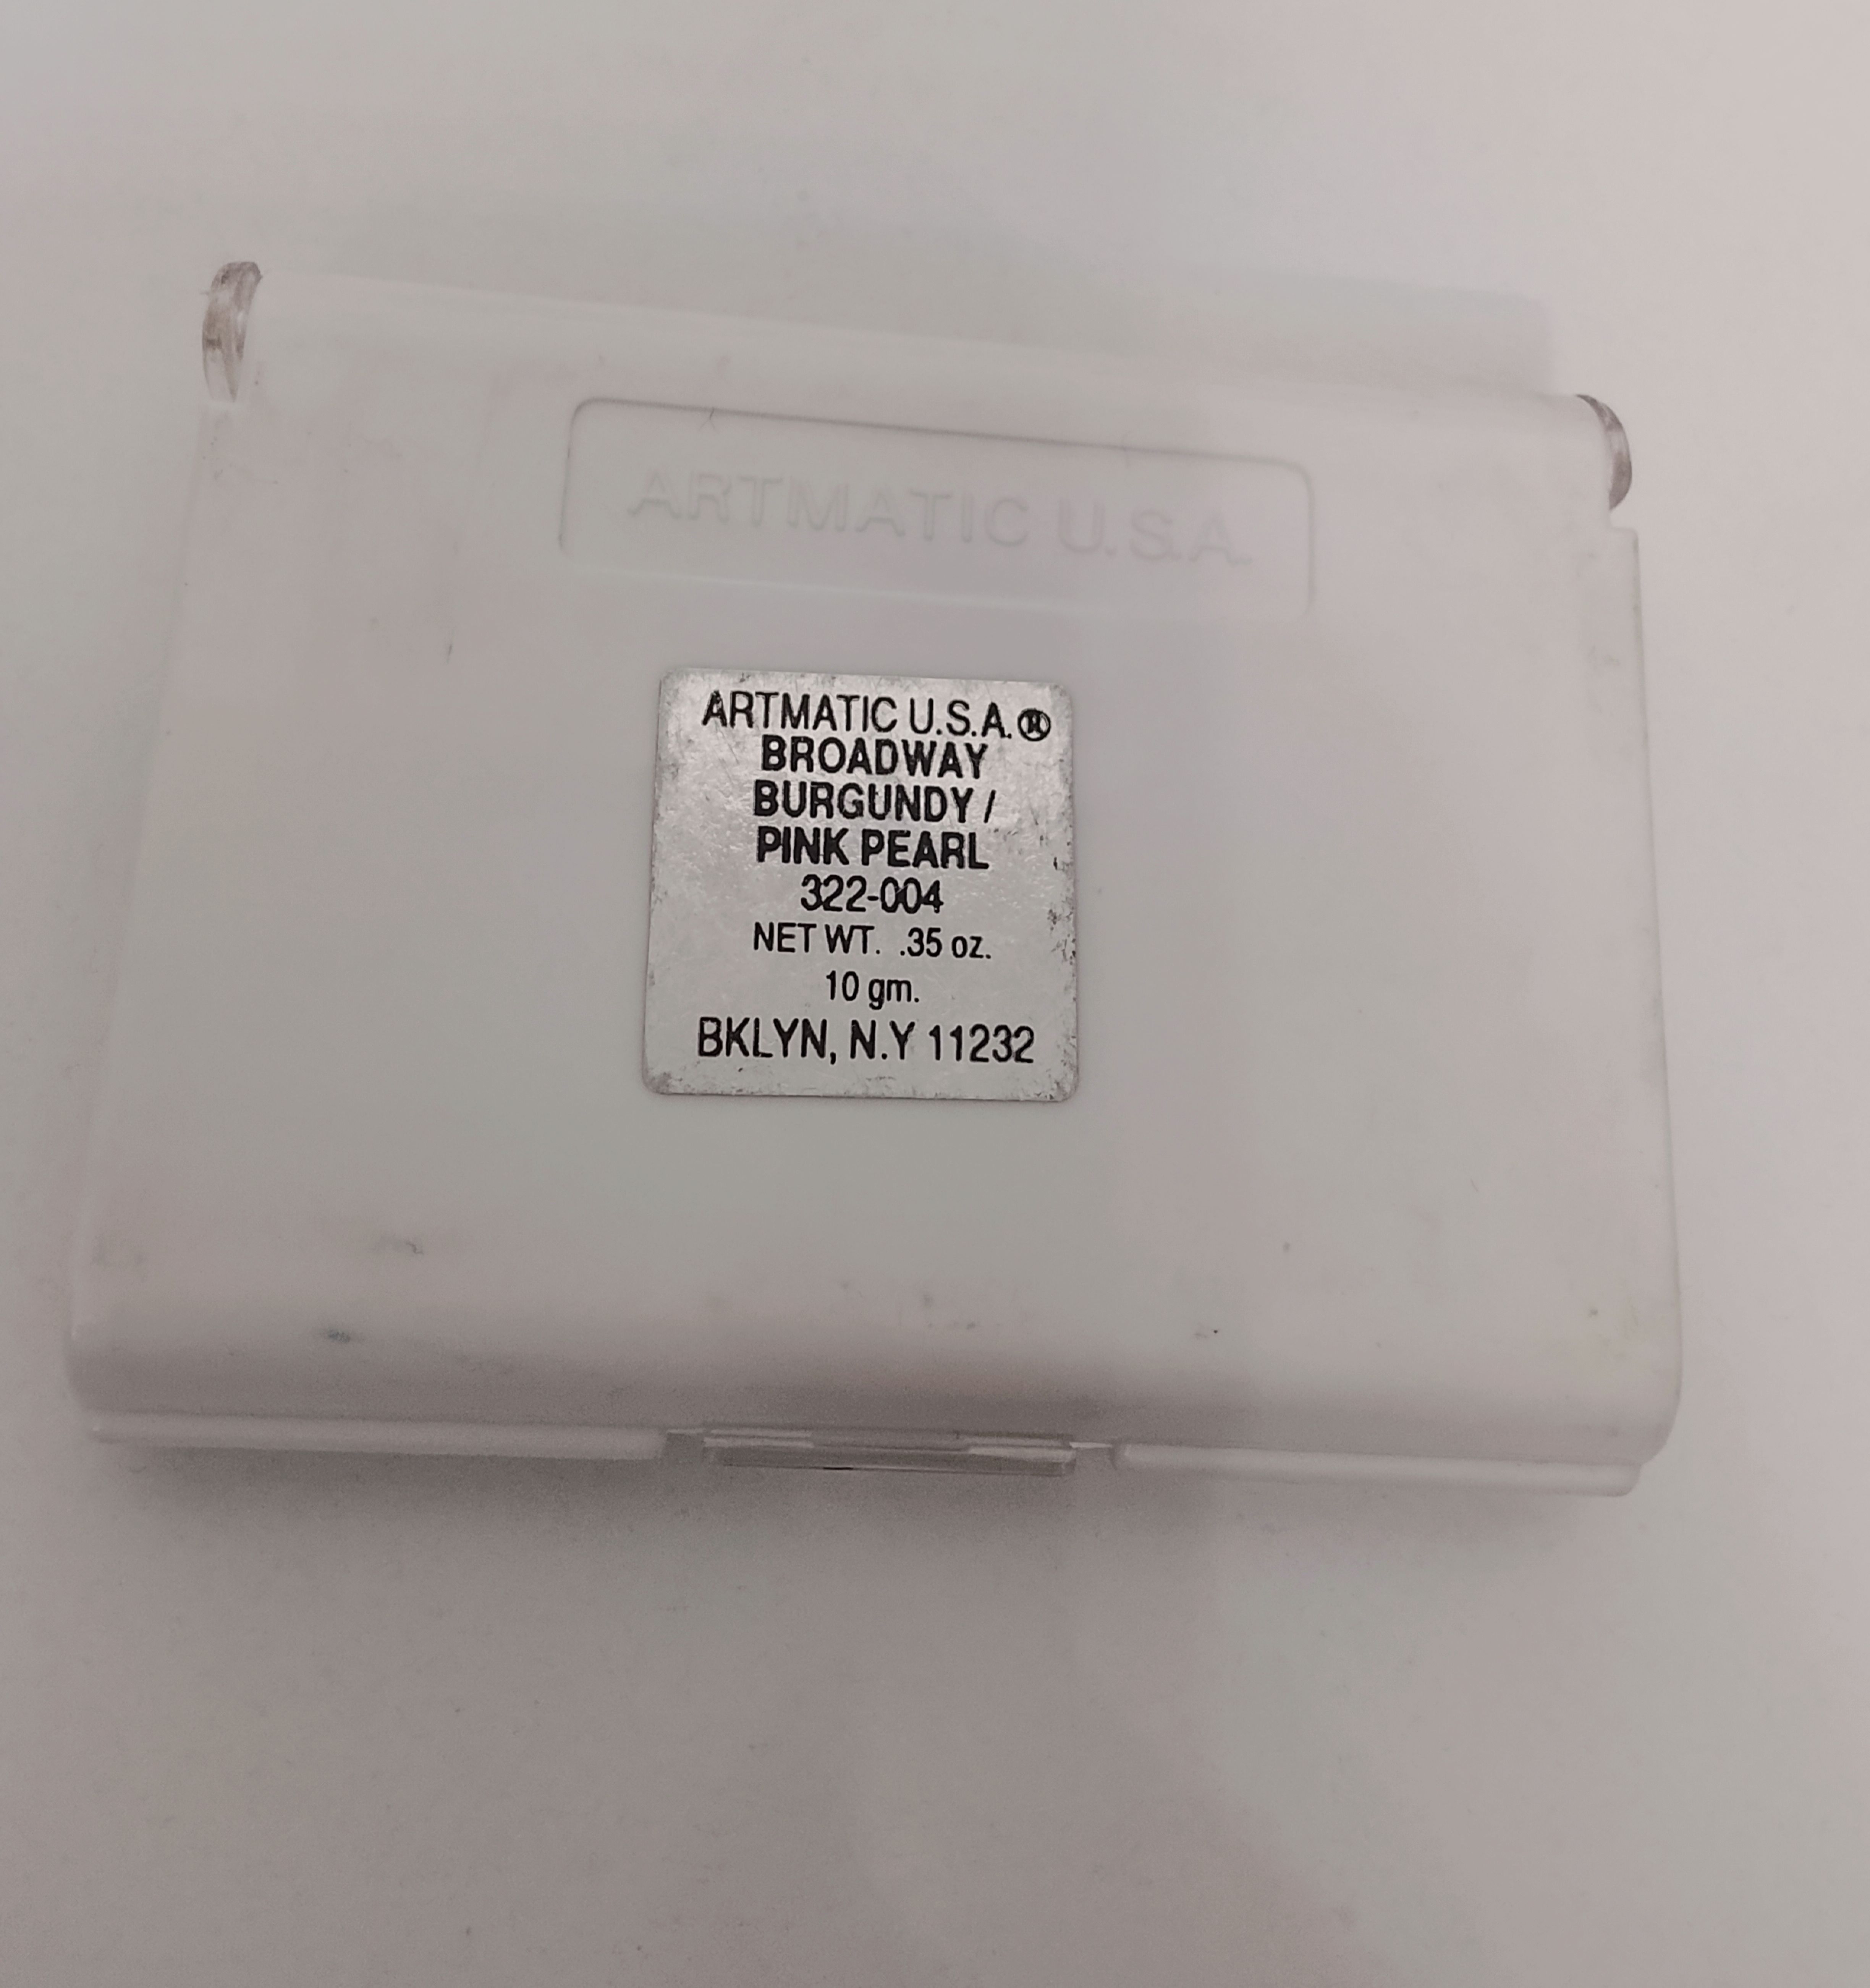 ARTMATIC U.S.A.
ARTMATIC U.S.A.®
BROADWAY
BURGUNDY /
PINK PEARL
322-004
NET WT. .35 oz.
10 gm.
BKLYN, N.Y 11232